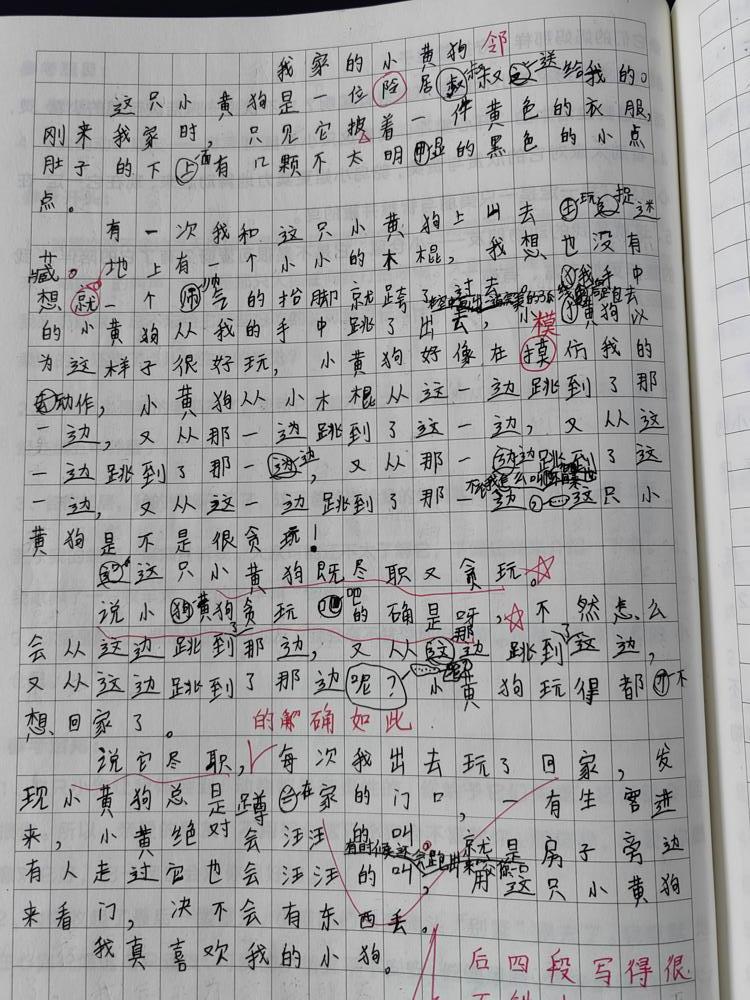 我家的小黄狗 邻
这只小黄狗是一位陷居叔叔送给我的。
刚来我家时，只见它披着一件黄色的衣服，
肚子的下上面有几颗不太明显的黑色的小点
点。
有一次我和这只小黄狗上出去玩捉迷
藏。地上有一个小小的木棍，我想也没有
想就一个帅气的抬脚就跨了过去，我手中
的小黄狗从我的手中跳了出去，小黄狗以
模
为这样子很好玩，小黄狗好像在摸仿我的
动作，小黄狗从小木棍从这一边跳到了那
一边，又从那一边跳到了这一边，又从这
一边跳到了那一边，又从那一边跳到了这
一边，又从这一边跳到了那一边……这只小
黄狗是不是很贪玩！
这只小黄狗既尽职又贪玩。
说小黄狗贪玩吧的确是呀，不然怎么
会从这边跳到了那边，又从那边跳到了这边，
又从这边跳到了那边呢？小黄狗玩得都不
想回家了。 的解确如此
说它尽职，每次我出去玩了回家，发
现小黄狗总是蹲在家的门口，一有生客进
来，小黄绝对会汪汪的叫。就是房子旁边
有人走过它也会汪汪的叫，用这只小黄狗
来看门，决不会有东西丢。
我真喜欢我的小狗。
后四段写得很